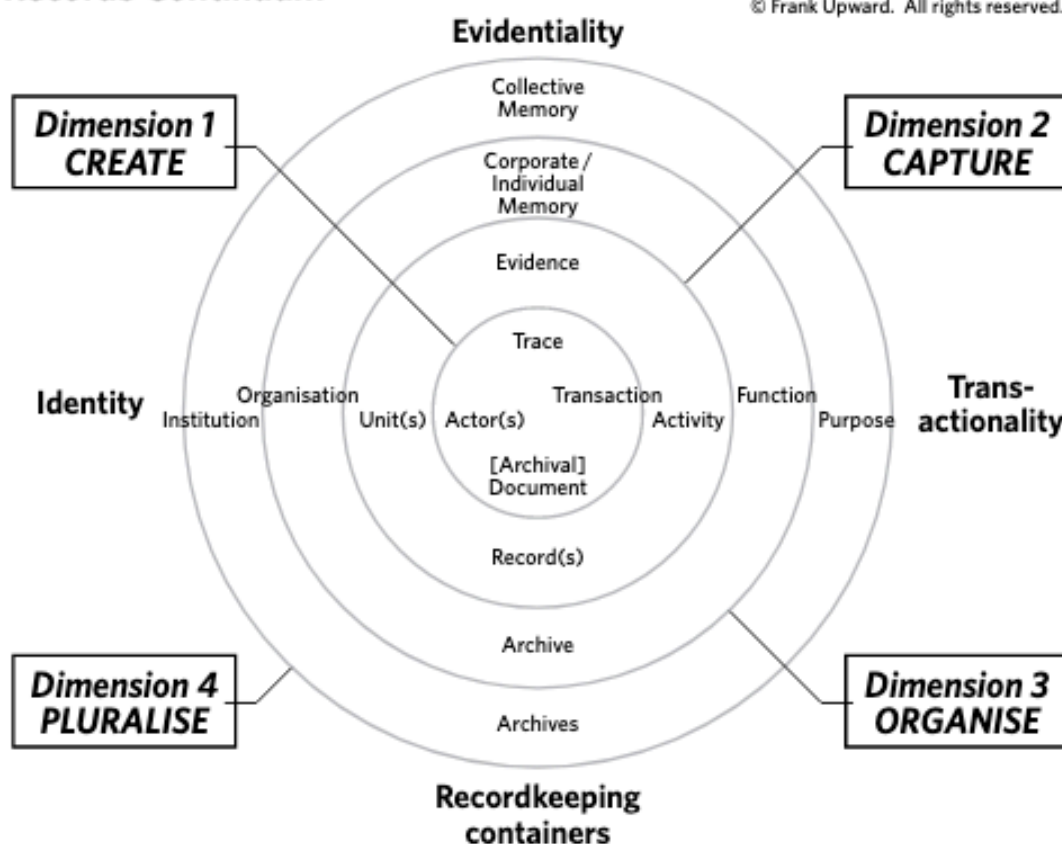 © Frank Upward. All rights reserved.
Evidentiality
Collective
Memory
Dimension 1
CREATE
Dimension 2
CAPTURE
Corporate /
Individual
Memory
Evidence
Trace
Identity
Institution
Organisation
Unit(s)
Actor(s)
Transaction
Activity
Function
Purpose
Trans-
actionality
[Archival]
Document
Record(s)
Archive
Dimension 4
PLURALISE
Dimension 3
ORGANISE
Archives
Recordkeeping
containers